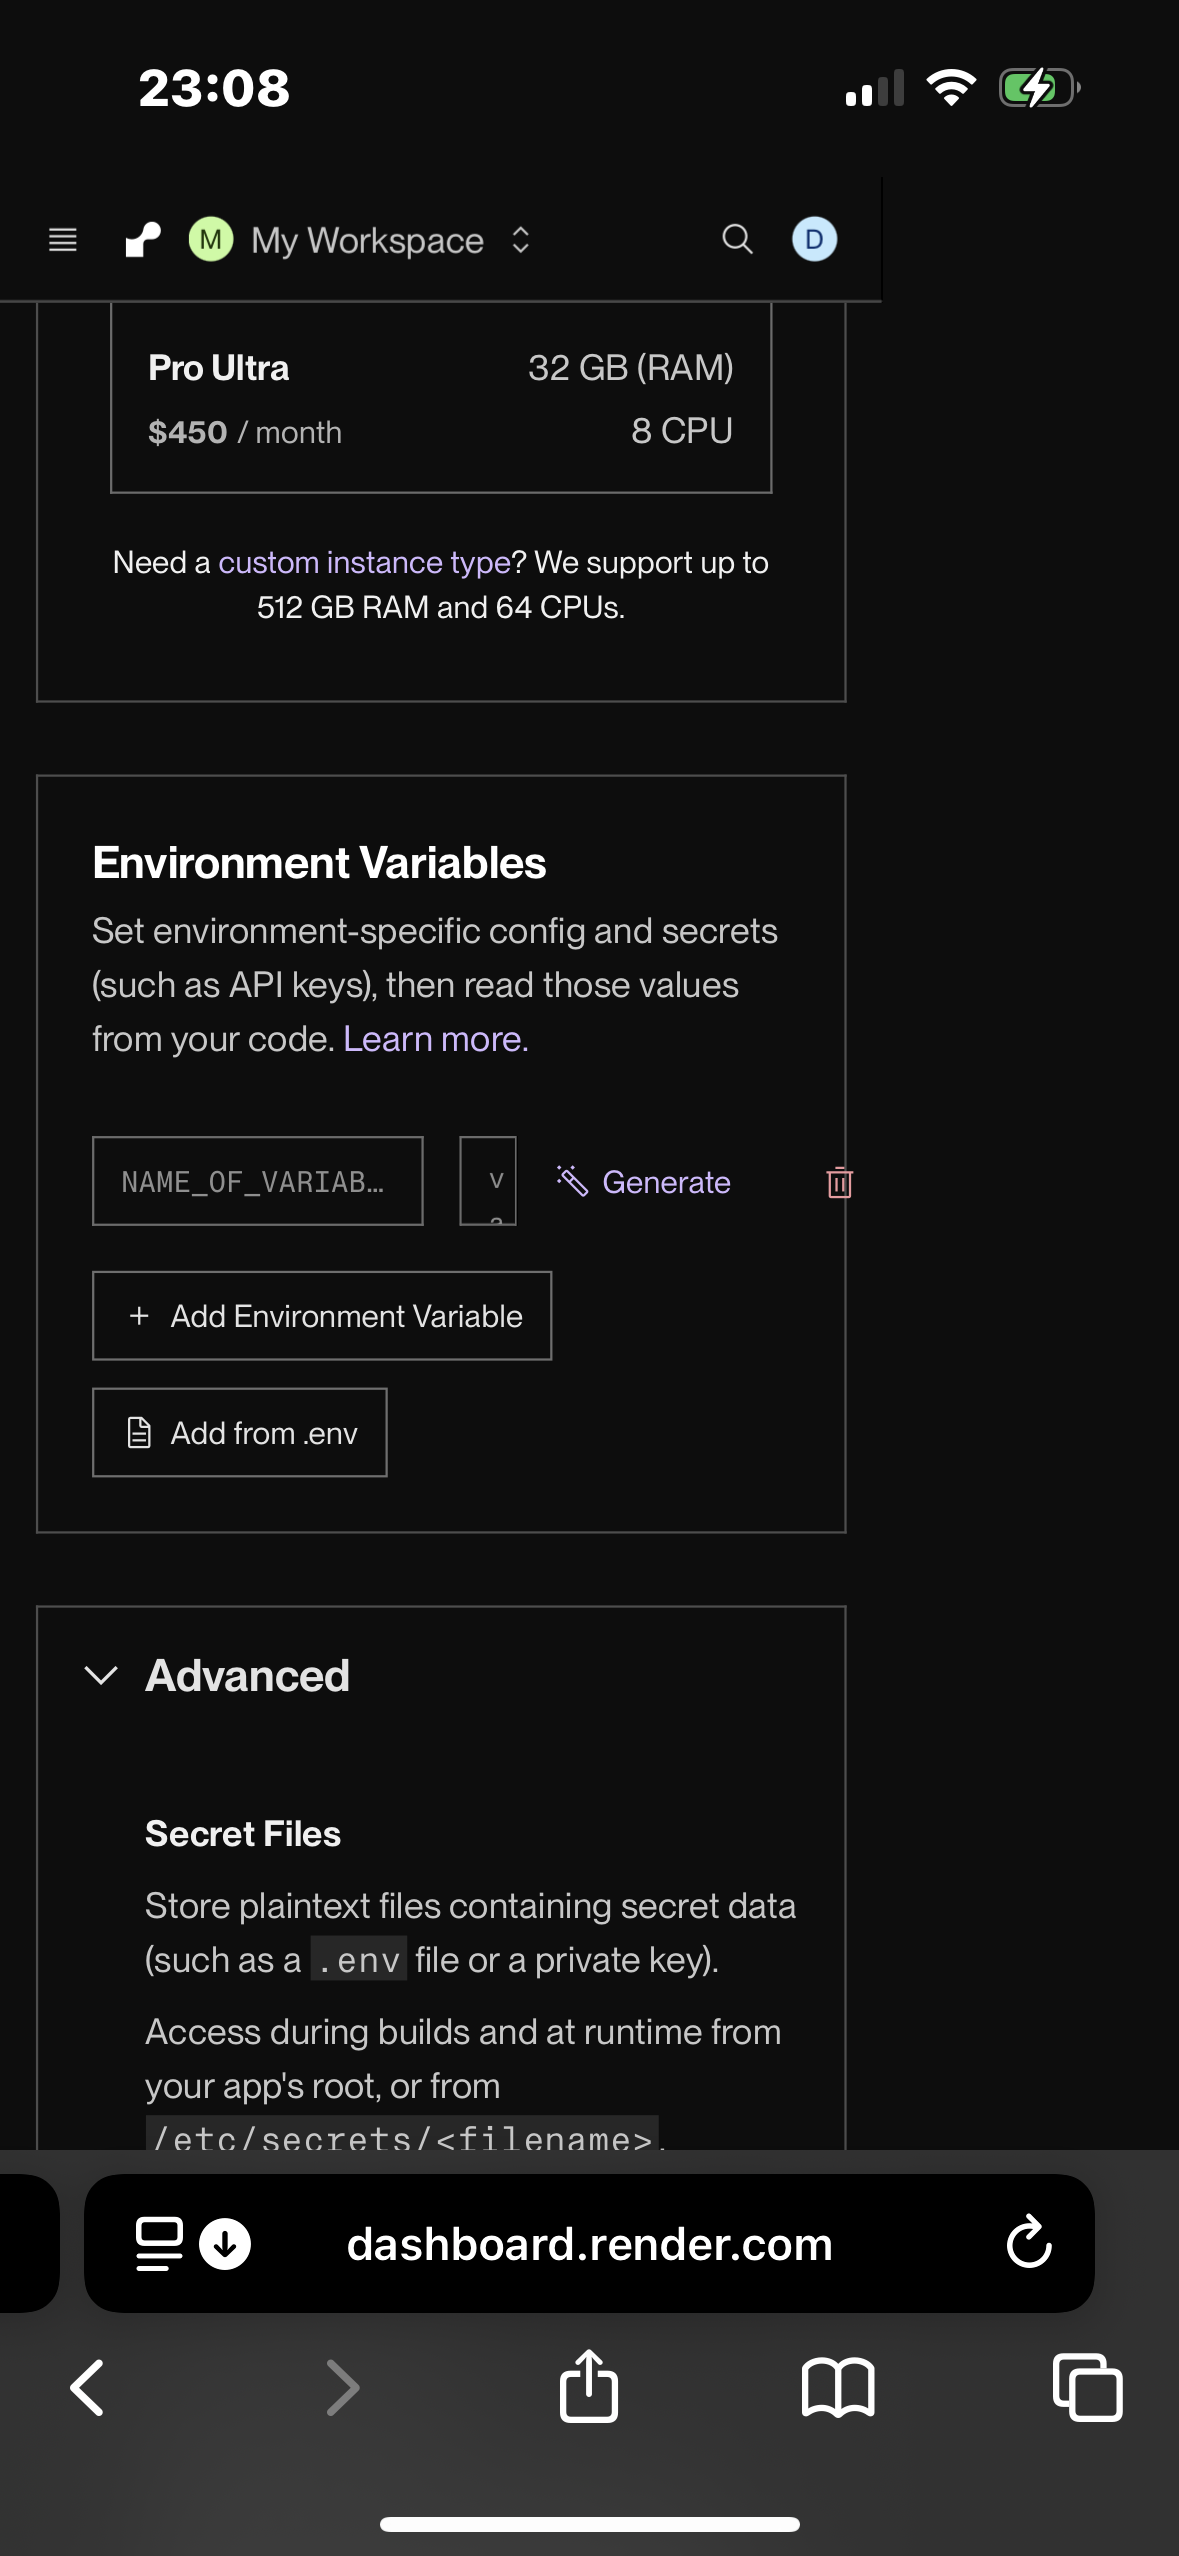 23:08
M My Workspace D
Pro Ultra 32 GB (RAM)
$450 / month 8 CPU
Need a custom instance type? We support up to
512 GB RAM and 64 CPUs.
Environment Variables
Set environment-specific config and secrets
(such as API keys), then read those values
from your code. Learn more.
NAME_OF_VARIAB… v Generate
+ Add Environment Variable
Add from .env
Advanced
Secret Files
Store plaintext files containing secret data
(such as a .env file or a private key).
Access during builds and at runtime from
your app's root, or from
/etc/secrets/<filename>.
dashboard.render.com